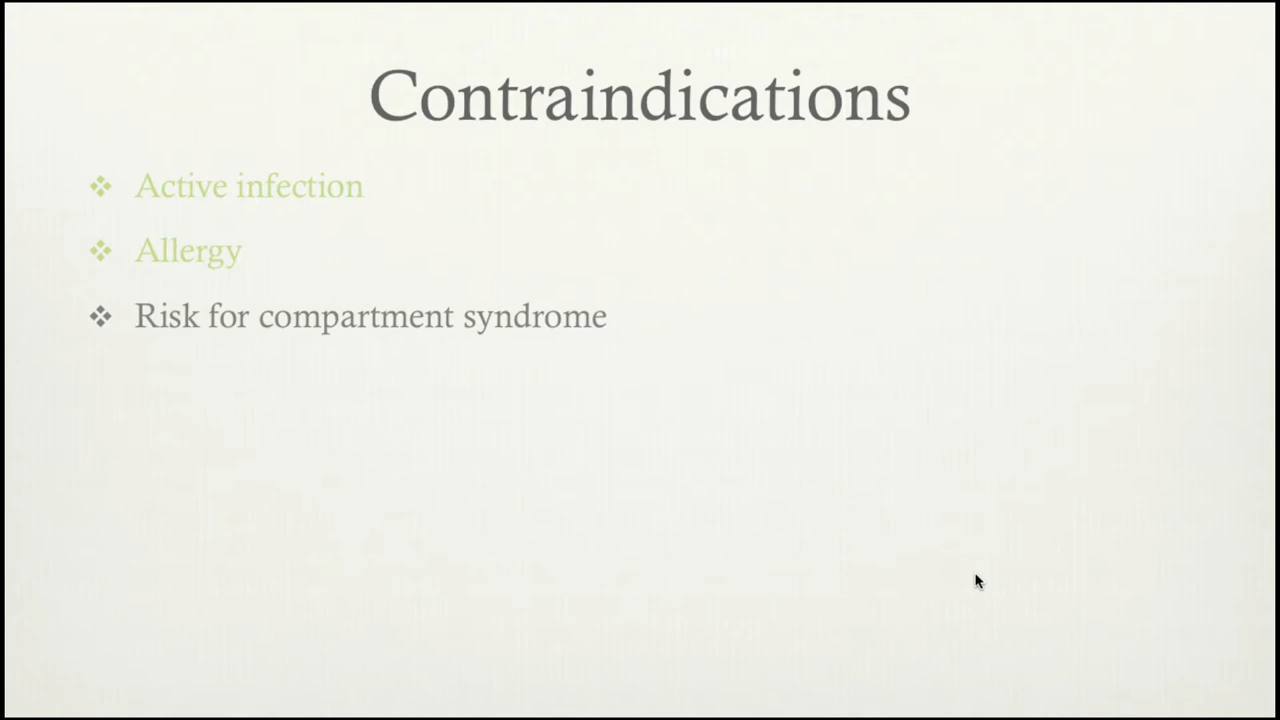 Contraindications
❖ Active infection
❖ Allergy
❖ Risk for compartment syndrome